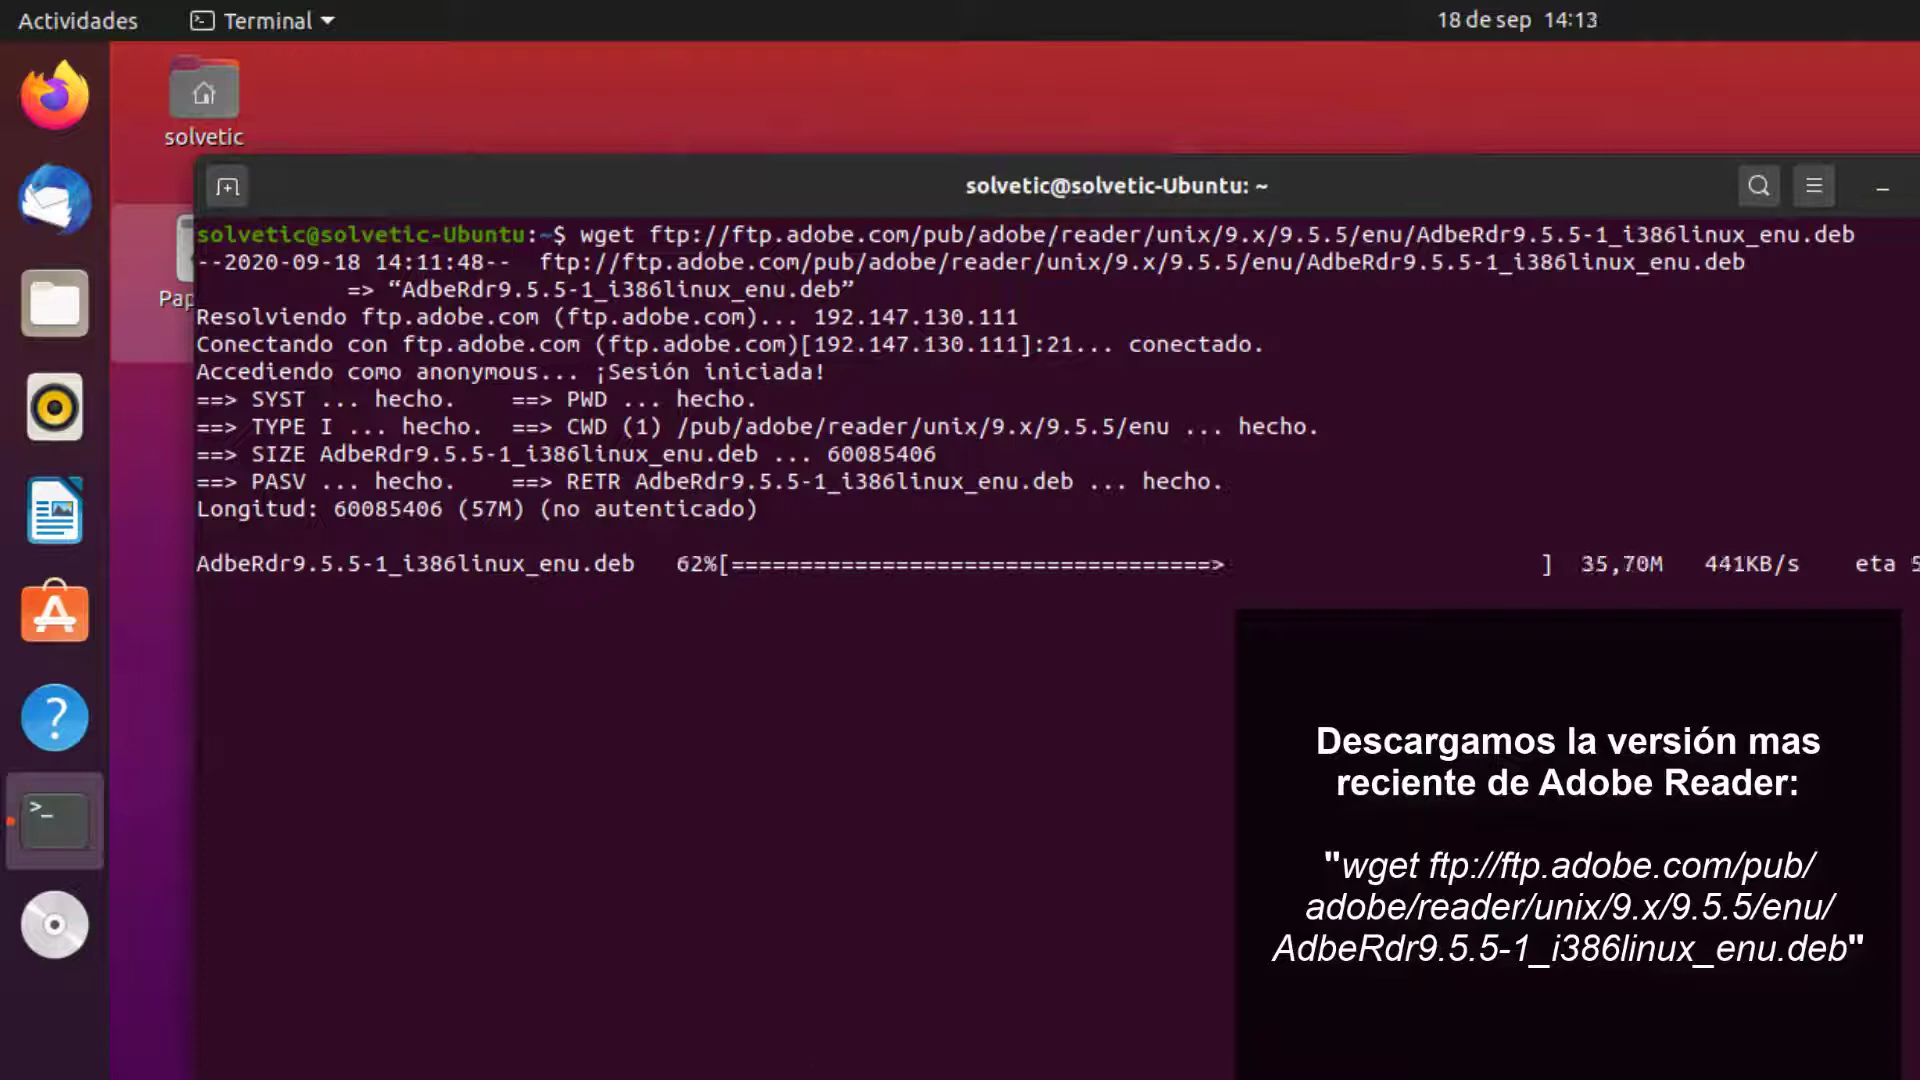 Actividades Terminal 18 de sep 14:13
solvetic
solvetic@solvetic-Ubuntu: ~
Pap
solvetic@solvetic-Ubuntu:~$ wget ftp://ftp.adobe.com/pub/adobe/reader/unix/9.x/9.5.5/enu/AdbeRdr9.5.5-1_i386linux_enu.deb
--2020-09-18 14:11:48-- ftp://ftp.adobe.com/pub/adobe/reader/unix/9.x/9.5.5/enu/AdbeRdr9.5.5-1_i386linux_enu.deb
=> “AdbeRdr9.5.5-1_i386linux_enu.deb”
Resolviendo ftp.adobe.com (ftp.adobe.com)... 192.147.130.111
Conectando con ftp.adobe.com (ftp.adobe.com)[192.147.130.111]:21... conectado.
Accediendo como anonymous... ¡Sesión iniciada!
==> SYST ... hecho. ==> PWD ... hecho.
==> TYPE I ... hecho. ==> CWD (1) /pub/adobe/reader/unix/9.x/9.5.5/enu ... hecho.
==> SIZE AdbeRdr9.5.5-1_i386linux_enu.deb ... 60085406
==> PASV ... hecho. ==> RETR AdbeRdr9.5.5-1_i386linux_enu.deb ... hecho.
Longitud: 60085406 (57M) (no autenticado)
AdbeRdr9.5.5-1_i386linux_enu.deb 62%[===================================> ] 35,70M 441KB/s eta 5
Descargamos la versión mas
reciente de Adobe Reader:
"wget ftp://ftp.adobe.com/pub/
adobe/reader/unix/9.x/9.5.5/enu/
AdbeRdr9.5.5-1_i386linux_enu.deb"